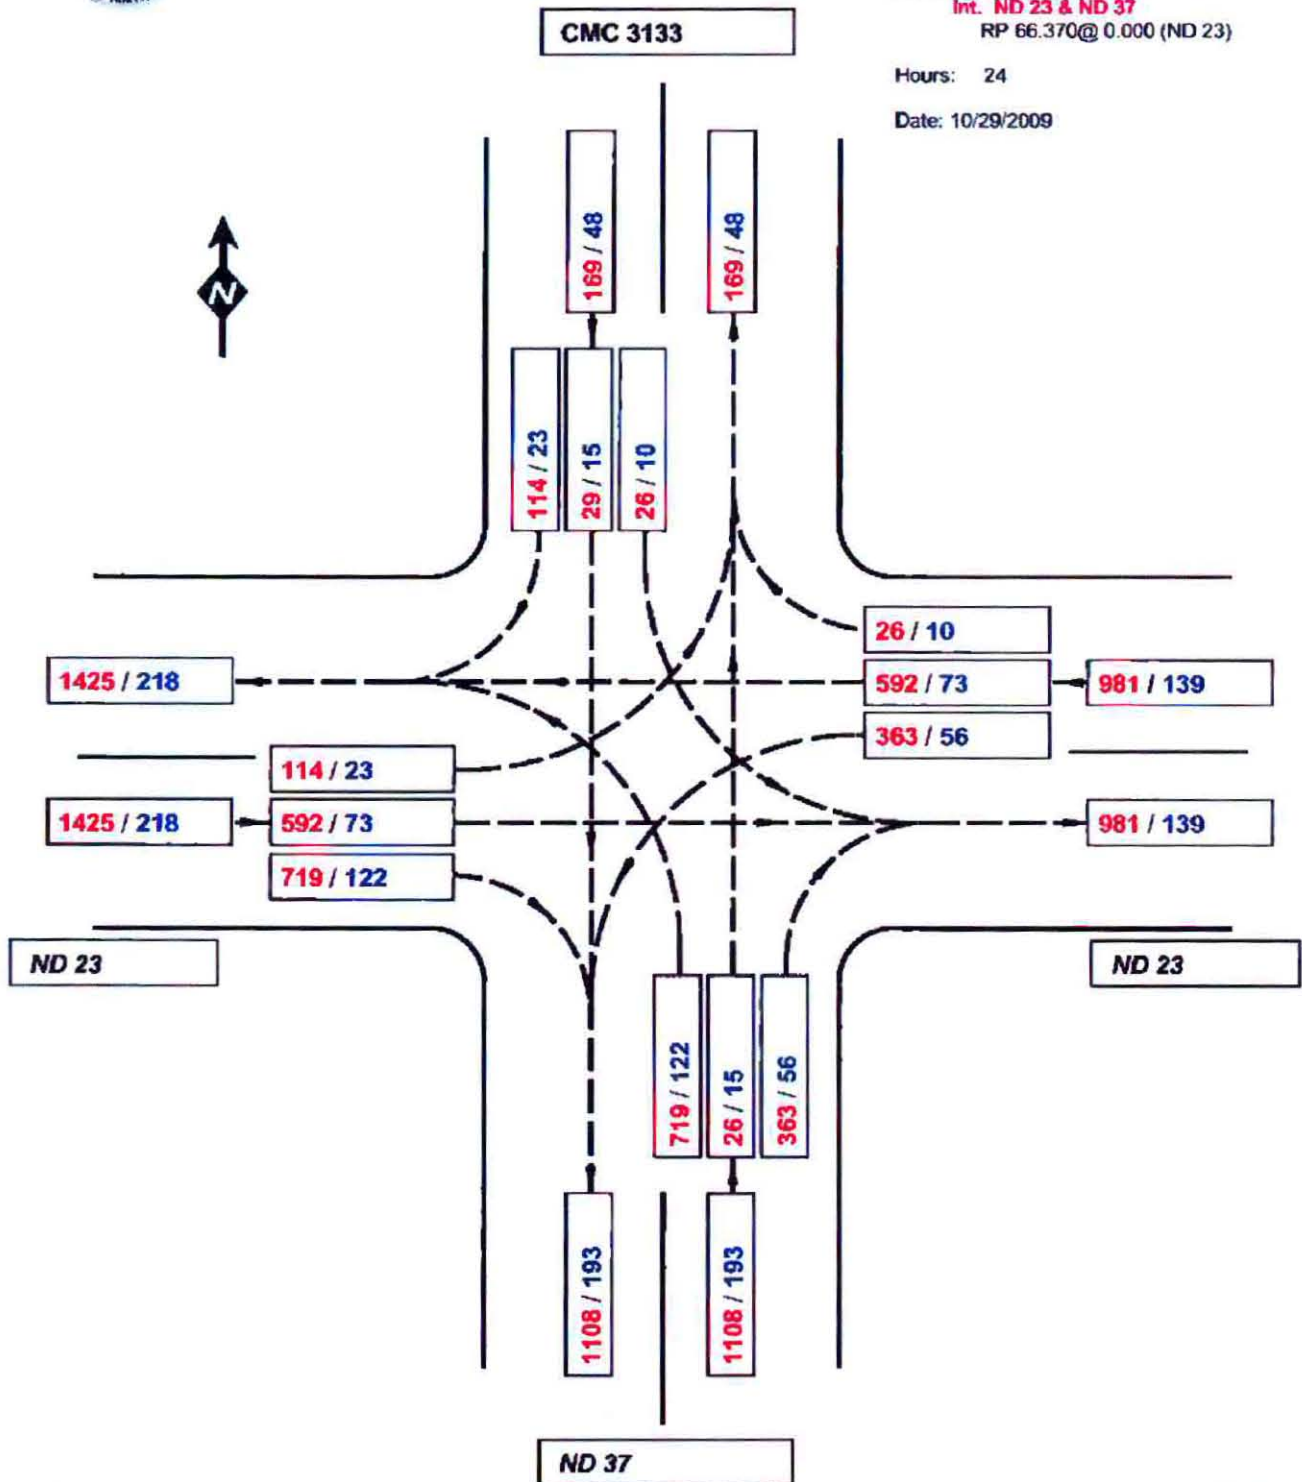 Int. ND 23 & ND 37
RP 66.370@ 0.000 (ND 23)
CMC 3133
Hours: 24
Date: 10/29/2009
N
169 / 48
169 / 48
114 / 23
29 / 15
26 / 10
26 / 10
1425 / 218
592 / 73
981 / 139
363 / 56
114 / 23
1425 / 218
592 / 73
981 / 139
719 / 122
ND 23
ND 23
719 / 122
26 / 15
363 / 56
1108 / 193
1108 / 193
ND 37